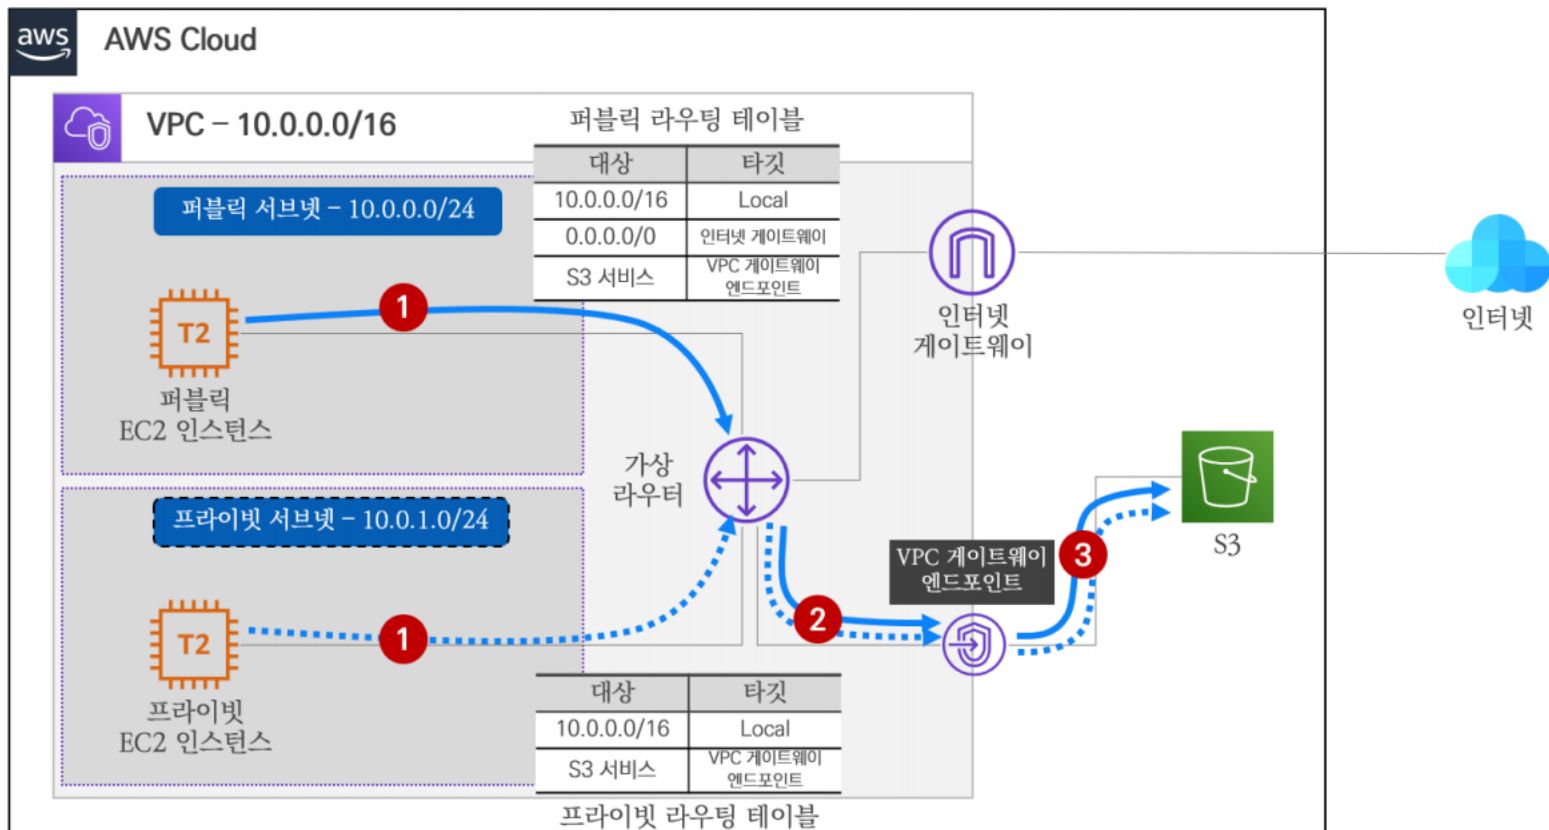 aws
AWS Cloud
VPC – 10.0.0.0/16
퍼블릭 라우팅 테이블
대상 타깃
10.0.0.0/16 Local
0.0.0.0/0 인터넷 게이트웨이
S3 서비스 VPC 게이트웨이
엔드포인트
퍼블릭 서브넷 – 10.0.0.0/24
1
T2
퍼블릭
EC2 인스턴스
인터넷
게이트웨이
인터넷
가상
라우터
프라이빗 서브넷 – 10.0.1.0/24
S3
VPC 게이트웨이
엔드포인트
3
2
1
T2
프라이빗
EC2 인스턴스
대상 타깃
10.0.0.0/16 Local
S3 서비스 VPC 게이트웨이
엔드포인트
프라이빗 라우팅 테이블